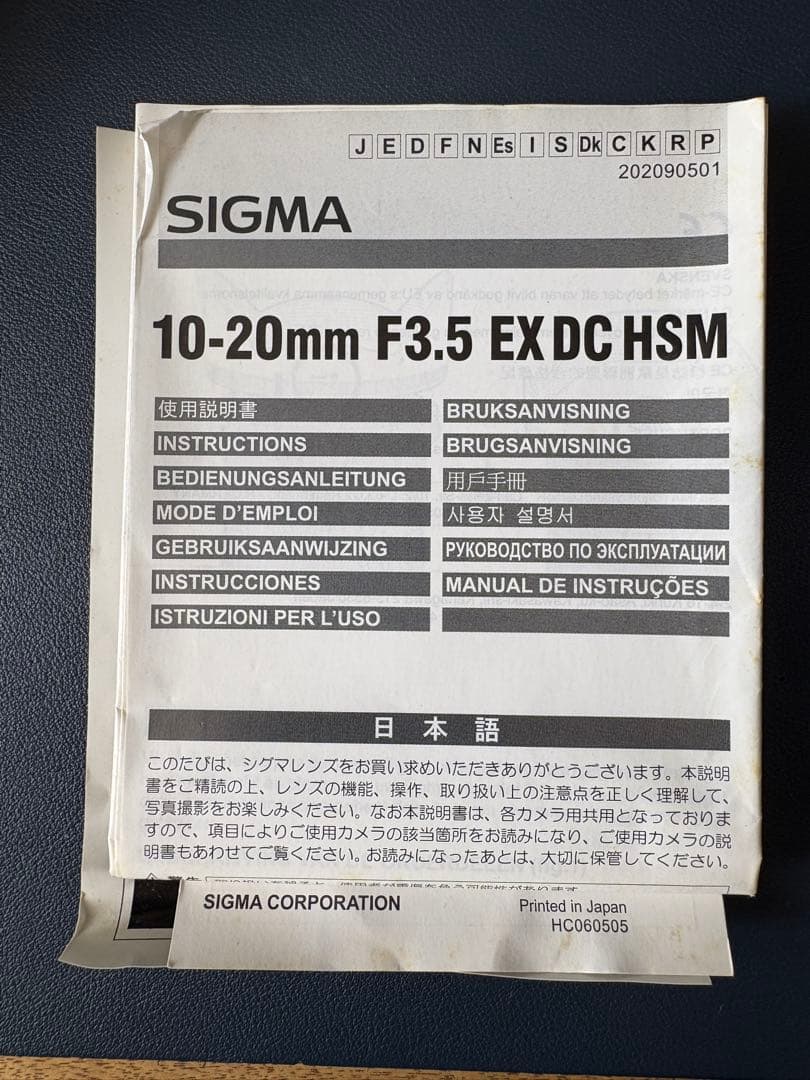 J E D F N Es I S Dk C K R P
202090501
SIGMA
10-20mm F3.5 EX DC HSM
使用説明書
INSTRUCTIONS
BEDIENUNGSANLEITUNG
MODE D'EMPLOI
GEBRUIKSAANWIJZING
INSTRUCCIONES
ISTRUZIONI PER L'USO
BRUKSANVISNING
BRUGSANVISNING
用戶手冊
사용자 설명서
РУКОВОДСТВО ПО ЭКСПЛУАТАЦИИ
MANUAL DE INSTRUÇÕES
日本語
このたびは、シグマレンズをお買い求めいただきありがとうございます。本説明
書をご精読の上、レンズの機能、操作、取り扱い上の注意点を正しく理解して、
写真撮影をお楽しみください。なお本説明書は、各カメラ用共用となっておりま
すので、項目によりご使用カメラの該当箇所をお読みになり、ご使用カメラの説
明書もあわせてご覧ください。お読みになったあとは、大切に保管してください。
SIGMA CORPORATION
Printed in Japan
HC060505